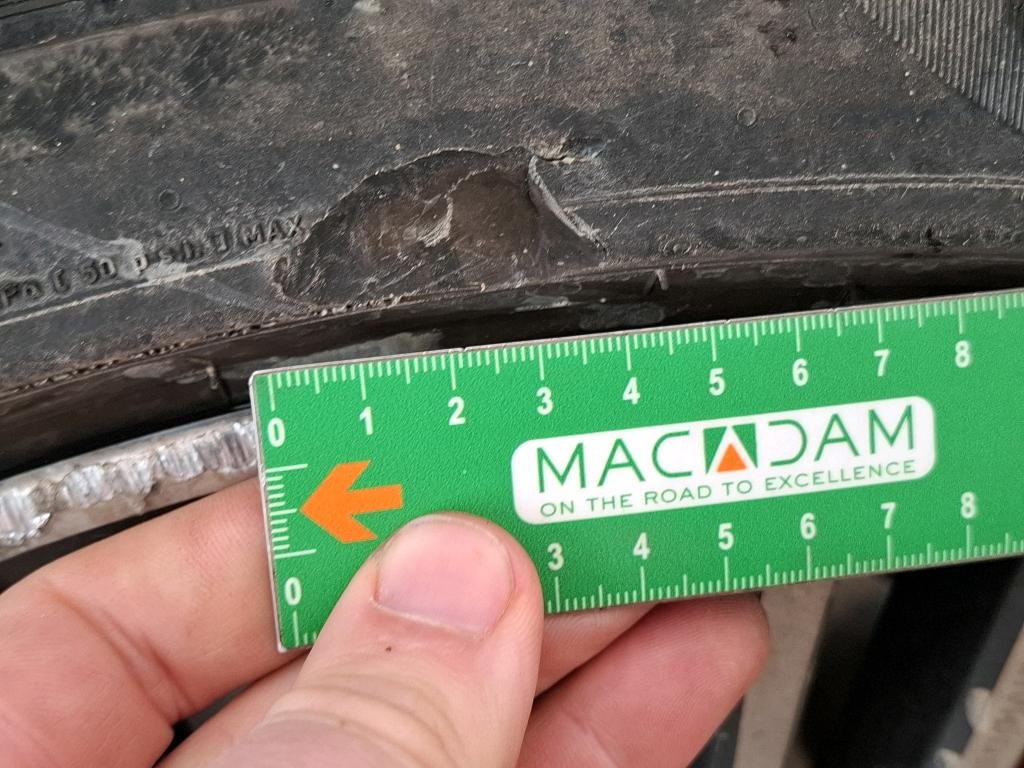 ( 50 p.s.i. ) MAX
0 1 2 3 4 5 6 7 8
MACADAM
ON THE ROAD TO EXCELLENCE
0 3 4 5 6 7 8